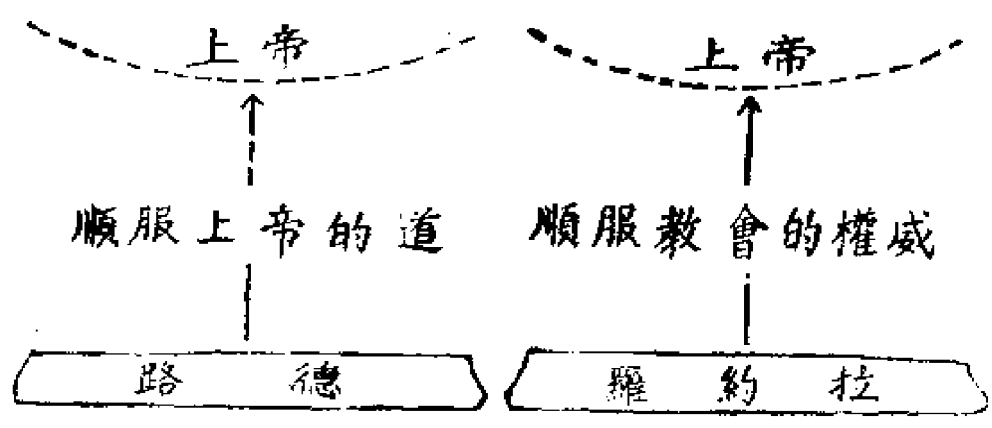 上帝
順服上帝的道
路德
上帝
順服教會的權威
羅約拉